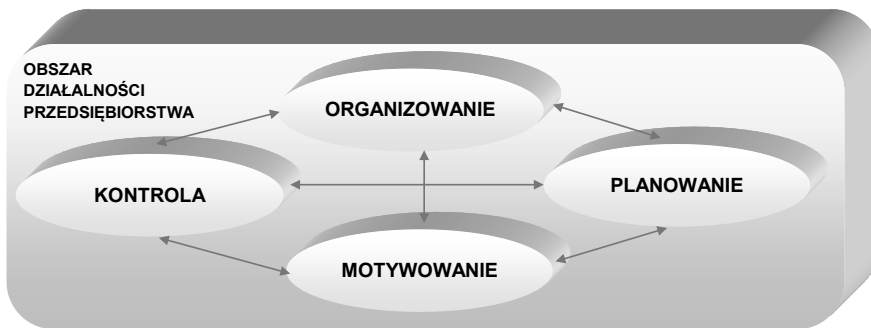 OBSZAR
DZIAŁALNOŚCI
PRZEDSIĘBIORSTWA
ORGANIZOWANIE
KONTROLA
PLANOWANIE
MOTYWOWANIE